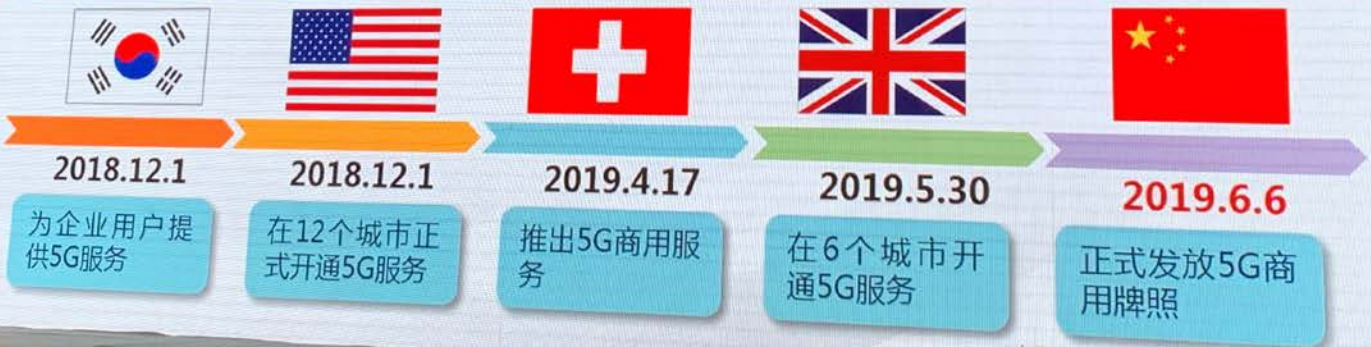 2018.12.1
为企业用户提
供5G服务
2018.12.1
在12个城市正
式开通5G服务
2019.4.17
推出5G商用服
务
2019.5.30
在6个城市开
通5G服务
2019.6.6
正式发放5G商
用牌照